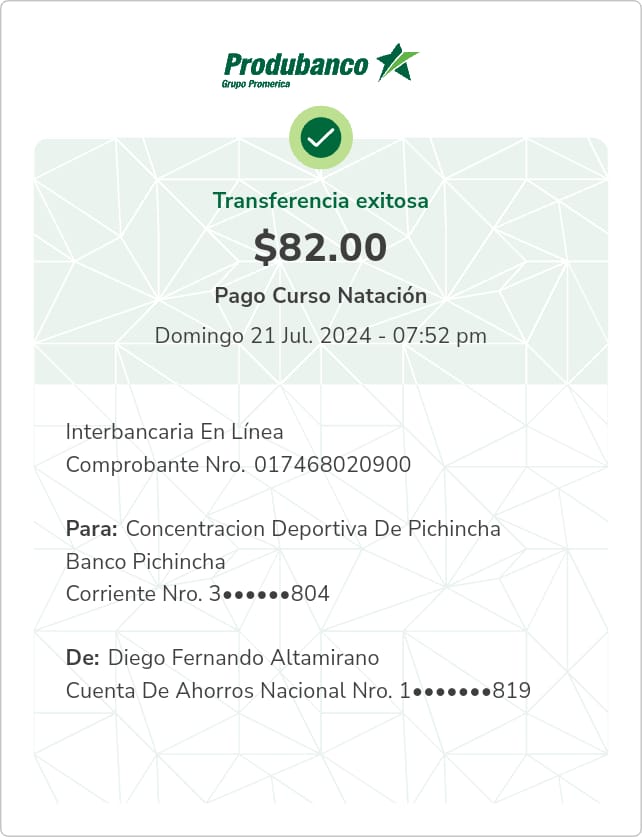 Produbanco
Grupo Promerica
Transferencia exitosa
$82.00
Pago Curso Natación
Domingo 21 Jul. 2024 - 07:52 pm
Interbancaria En Línea
Comprobante Nro. 017468020900
Para: Concentracion Deportiva De Pichincha
Banco Pichincha
Corriente Nro. 3••••••804
De: Diego Fernando Altamirano
Cuenta De Ahorros Nacional Nro. 1•••••••819